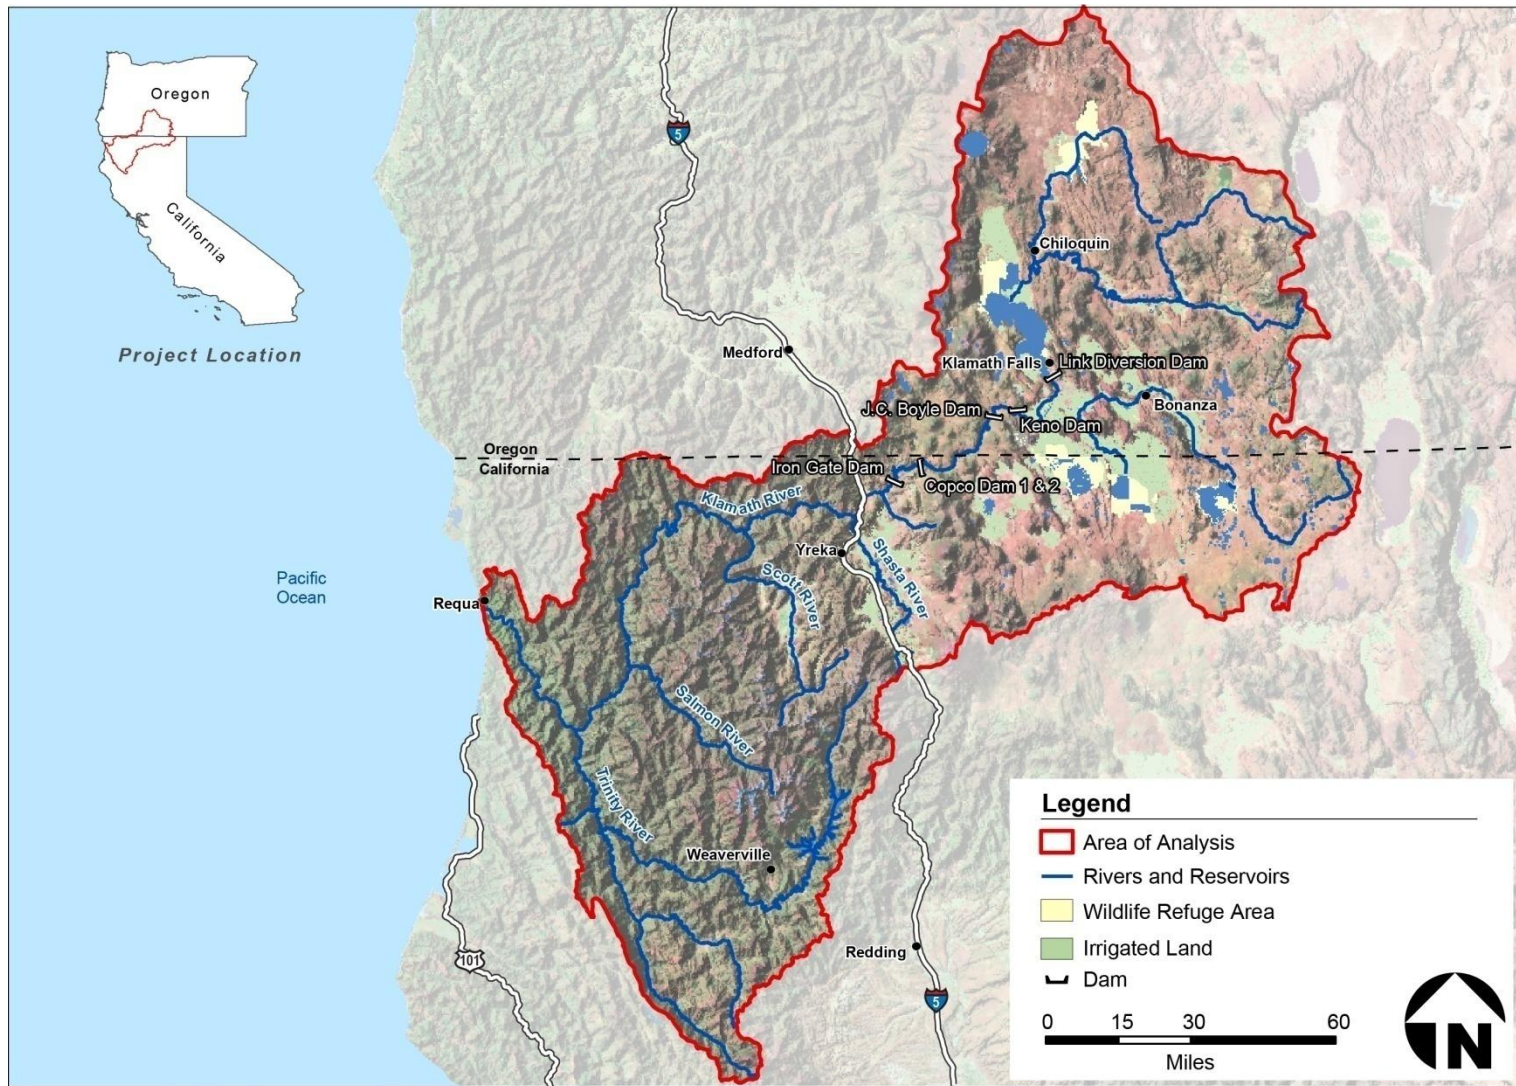 Oregon
California
Project Location
5
Chiloquin
Medford
Klamath Falls
Link Diversion Dam
J.C. Boyle Dam
Keno Dam
Bonanza
Oregon
California
Iron Gate Dam
Copco Dam 1 & 2
Klamath River
Yreka
Shasta River
Scott River
Pacific
Ocean
Requa
Salmon River
Trinity River
Weaverville
Redding
101
5
Legend
Area of Analysis
Rivers and Reservoirs
Wildlife Refuge Area
Irrigated Land
Dam
0 15 30 60
Miles
N